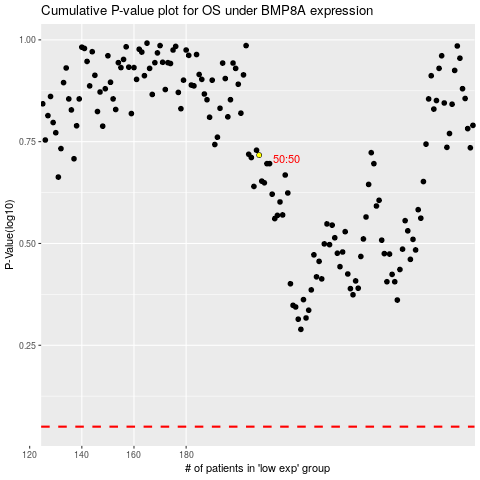 Cumulative P-value plot for OS under BMP8A expression
1.00
0.75
50:50
0.50
0.25
P-Value(log10)
120 140 160 180
# of patients in 'low exp' group